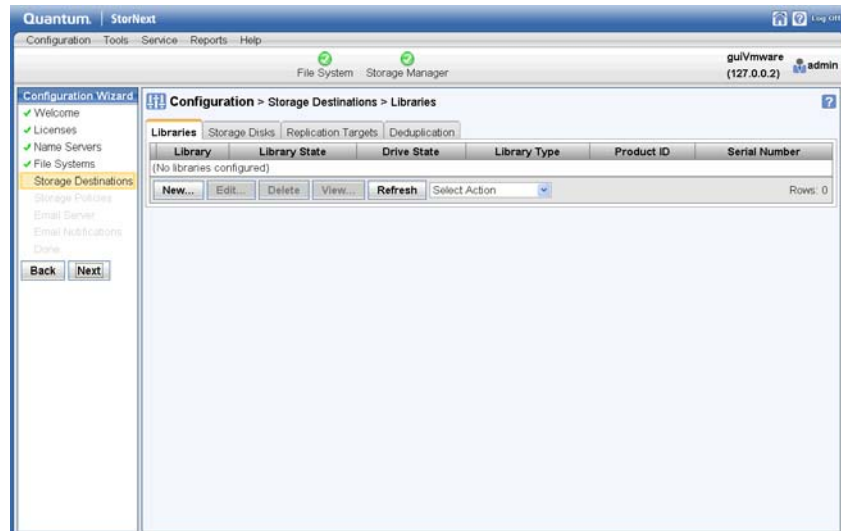 Quantum. | StorNext
Log Off
Configuration Tools Service Reports Help
File System
Storage Manager
guiVmware
(127.0.0.2)
admin
Configuration Wizard
Welcome
Licenses
Name Servers
File Systems
Storage Destinations
Storage Policies
Email Server
Email Notifications
Done
Back Next
Configuration > Storage Destinations > Libraries
?
Libraries Storage Disks Replication Targets Deduplication
Library Library State Drive State Library Type Product ID Serial Number
(No libraries configured)
New... Edit... Delete View... Refresh Select Action Rows: 0